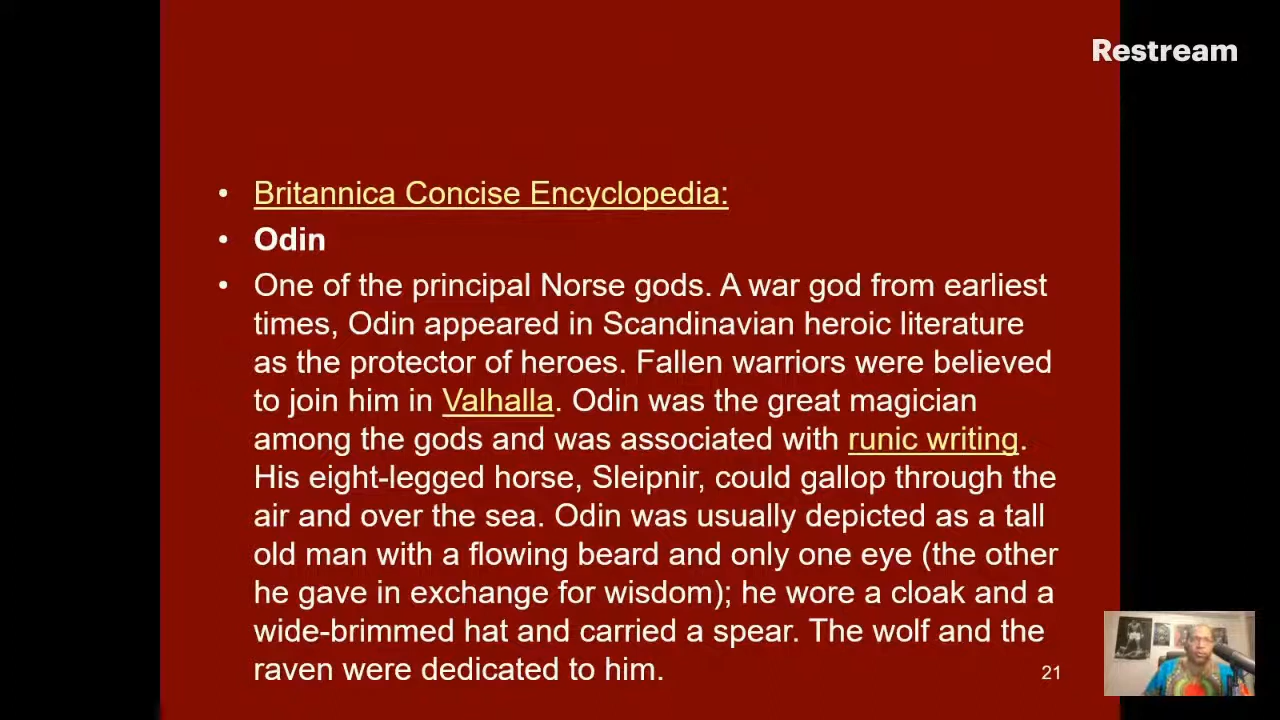 Restream
• Britannica Concise Encyclopedia:
• Odin
• One of the principal Norse gods. A war god from earliest
times, Odin appeared in Scandinavian heroic literature
as the protector of heroes. Fallen warriors were believed
to join him in Valhalla. Odin was the great magician
among the gods and was associated with runic writing.
His eight-legged horse, Sleipnir, could gallop through the
air and over the sea. Odin was usually depicted as a tall
old man with a flowing beard and only one eye (the other
he gave in exchange for wisdom); he wore a cloak and a
wide-brimmed hat and carried a spear. The wolf and the
raven were dedicated to him.
21